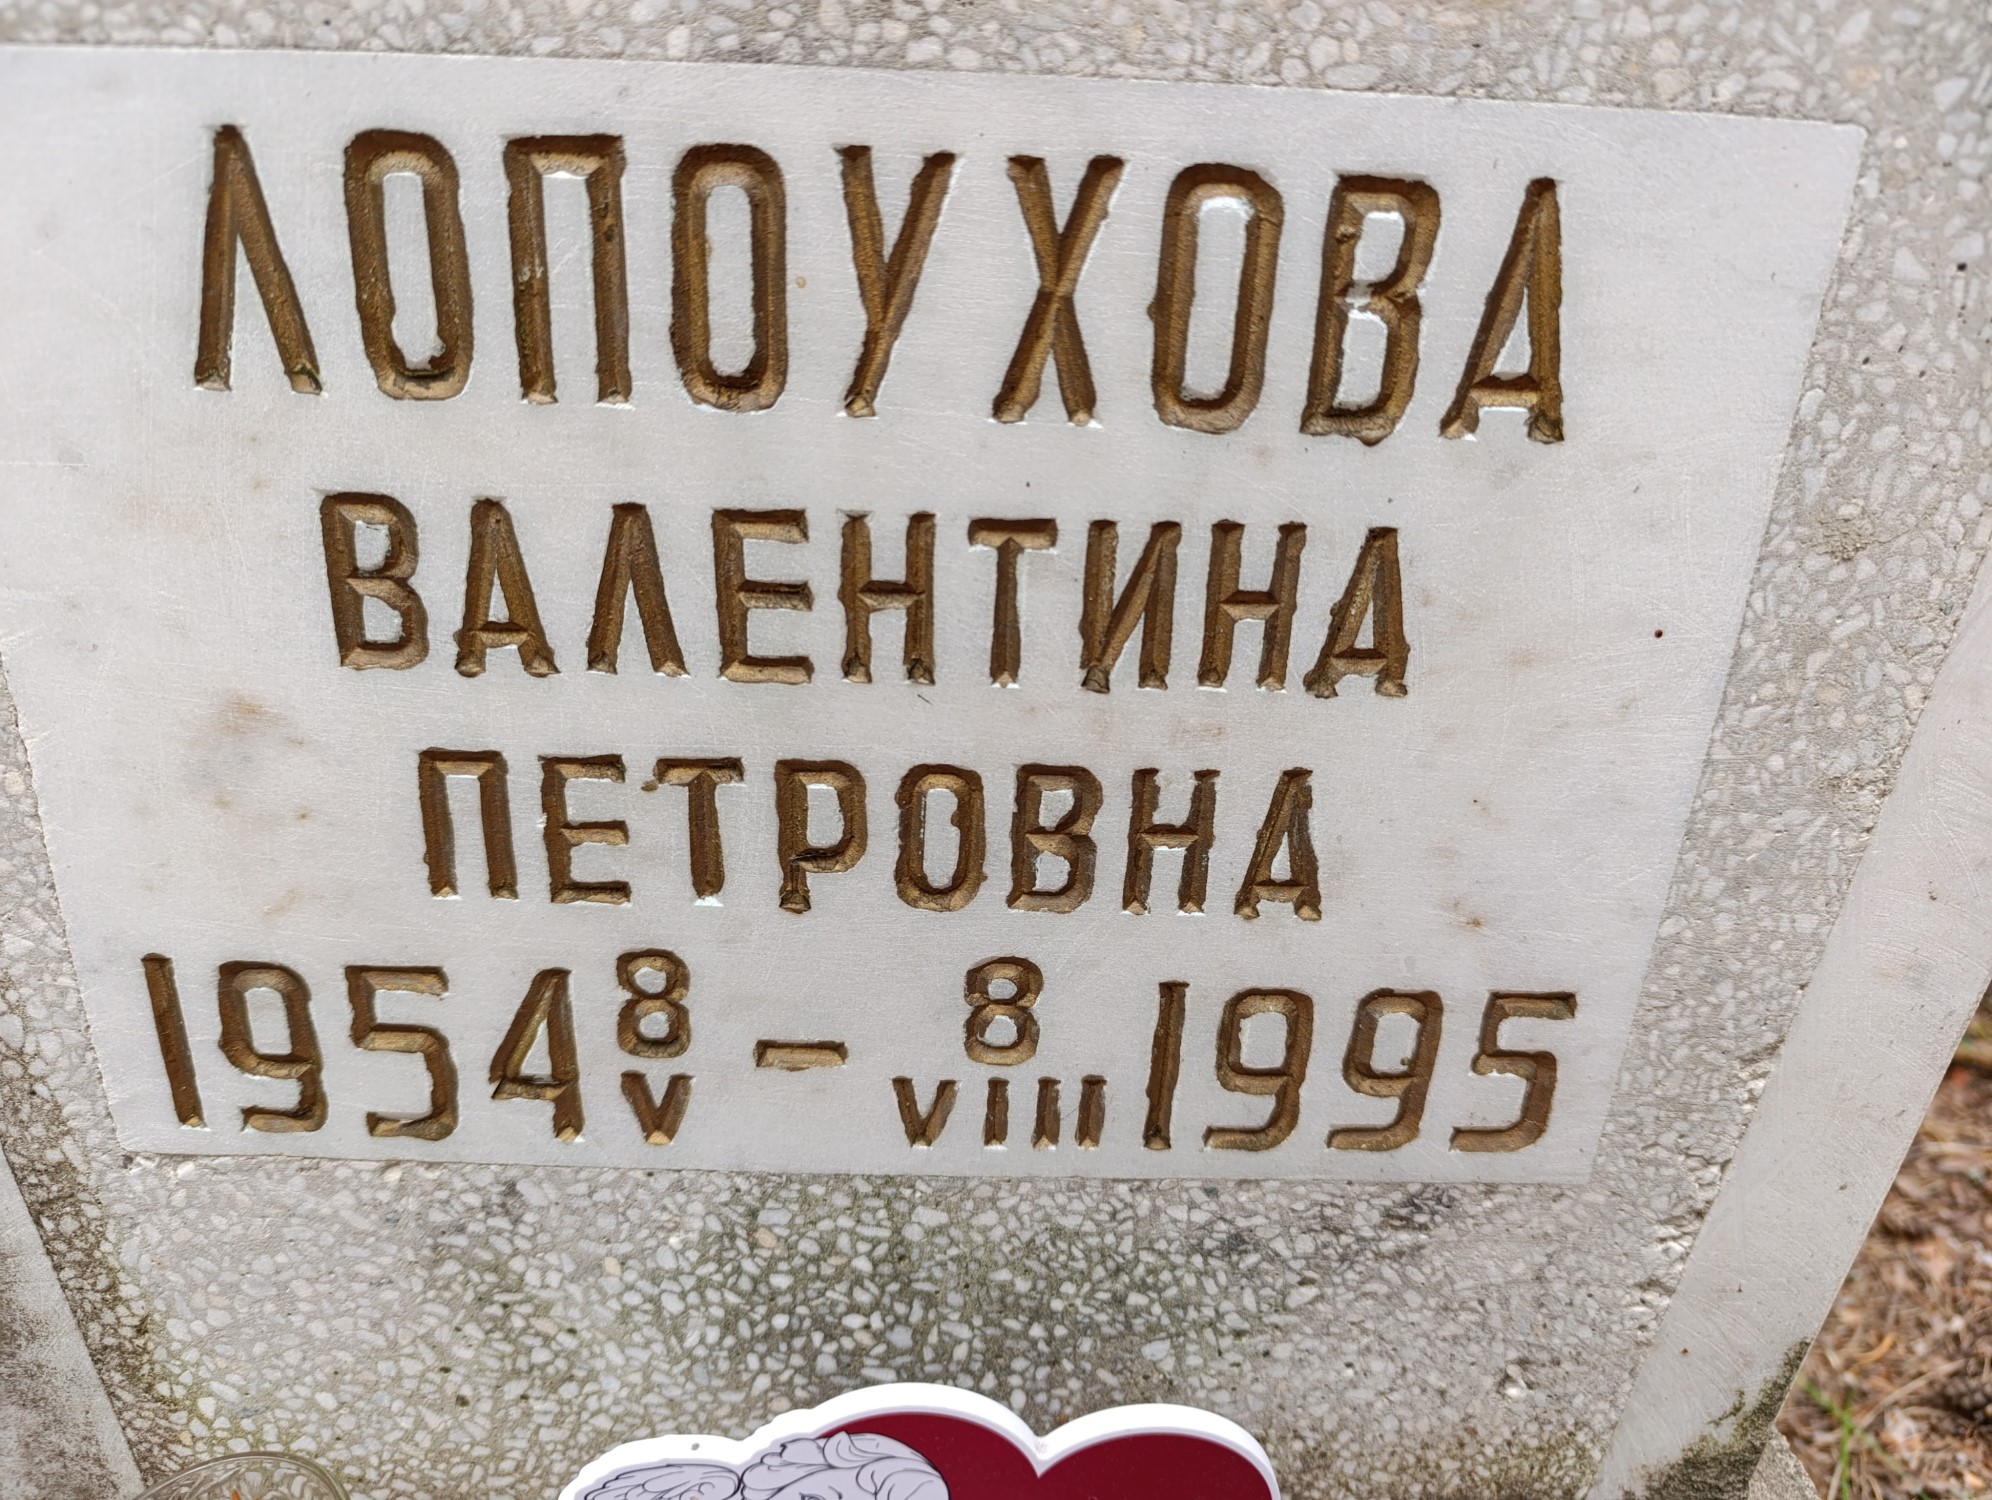 ЛОПОУХОВА
ВАЛЕНТИНА
ПЕТРОВНА
1954 8/V – 8/VIII 1995